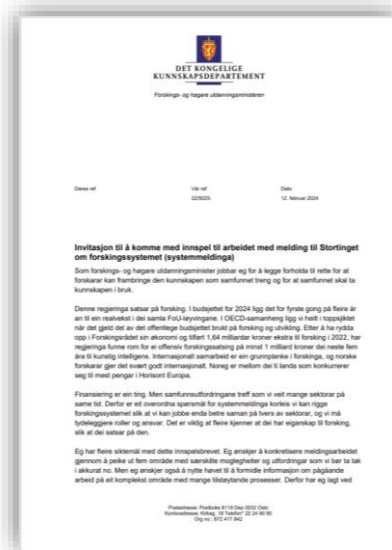 DET KONGELIGE
KUNNSKAPSDEPARTEMENT
Forskings- og høgare utdanningsministeren
Deres ref Vår ref Dato
12. februar 2024
Invitasjon til å komme med innspel til arbeidet med melding til Stortinget
om forskingssystemet (systemmeldinga)
Som forskings- og høgare utdanningsminister jobbar eg for å legge forholda til rette for at
forskarar kan frambringe den kunnskapen samfunnet treng og for at samfunnet skal ta
kunnskapen i bruk.
Denne regjeringa satsar på forsking. I budsjettet for 2024 ligg det for fyrste gong på fleire år
an til ein realvekst i dei samla FoU-løyvingane. I OECD-samanheng ligg vi heilt i toppsjiktet
når det gjeld del av det offentlege budsjettet brukt på forsking og utvikling. Etter å ha rydda
opp i Forskingsrådet sin økonomi og tilført 1,64 milliardar kroner ekstra til forsking i 2022, har
regjeringa funne rom for ei offensiv forskingssatsing på minst 1 milliard kroner dei neste fem
åra til kunstig intelligens. Internasjonalt samarbeid er ein grunnplanke i forskinga, og norske
forskarar gjer det svært godt internasjonalt. Noreg er mellom dei ti landa som konkurrerer
seg til mest pengar i Horisont Europa.
Finansiering er ein ting. Men samfunnsutfordringane treff som vi veit mange sektorar på
same tid. Derfor er eit overordna spørsmål for systemmeldinga korleis vi kan rigge
forskingssystemet slik at vi kan jobbe enda betre saman på tvers av sektorar, og vi må
tydeleggjere roller og ansvar. Det er viktig at fleire kjenner at dei har eigarskap til forsking,
slik at dei satsar på den.
Eg har fleire siktemål med dette innspelsbrevet. Eg ønskjer å konkretisere meldingsarbeidet
gjennom å peike ut fem område med særskilte moglegheiter og utfordringar som vi bør ta tak
i akkurat no. Men eg ønskjer også å nytte høvet til å formidle informasjon om pågåande
arbeid på eit komplekst område med mange tilstøytande prosessar. Derfor har eg lagt ved
Postadresse: Postboks 8119 Dep 0032 Oslo
Kontoradresse: Kirkeg. 18 Telefon* 22 24 90 90
Org no.: 872 417 842